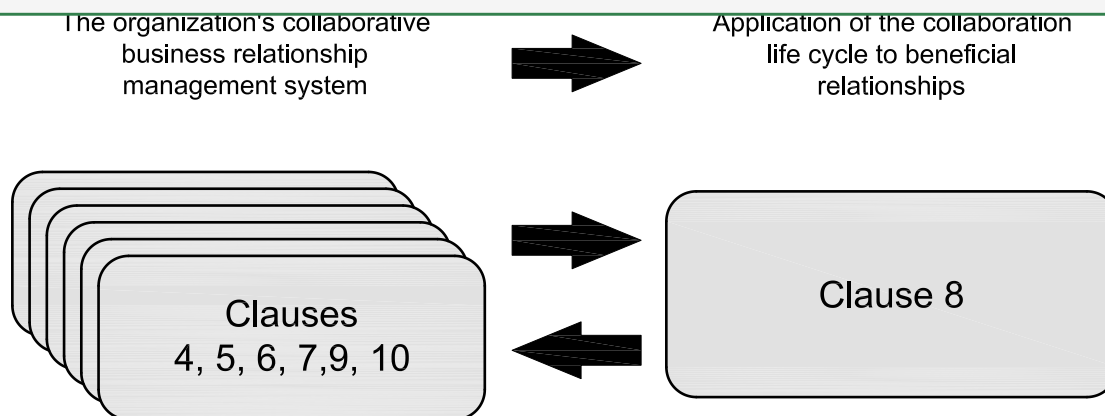 The organization's collaborative
business relationship
management system
Application of the collaboration
life cycle to beneficial
relationships
Clauses
4, 5, 6, 7,9, 10
Clause 8